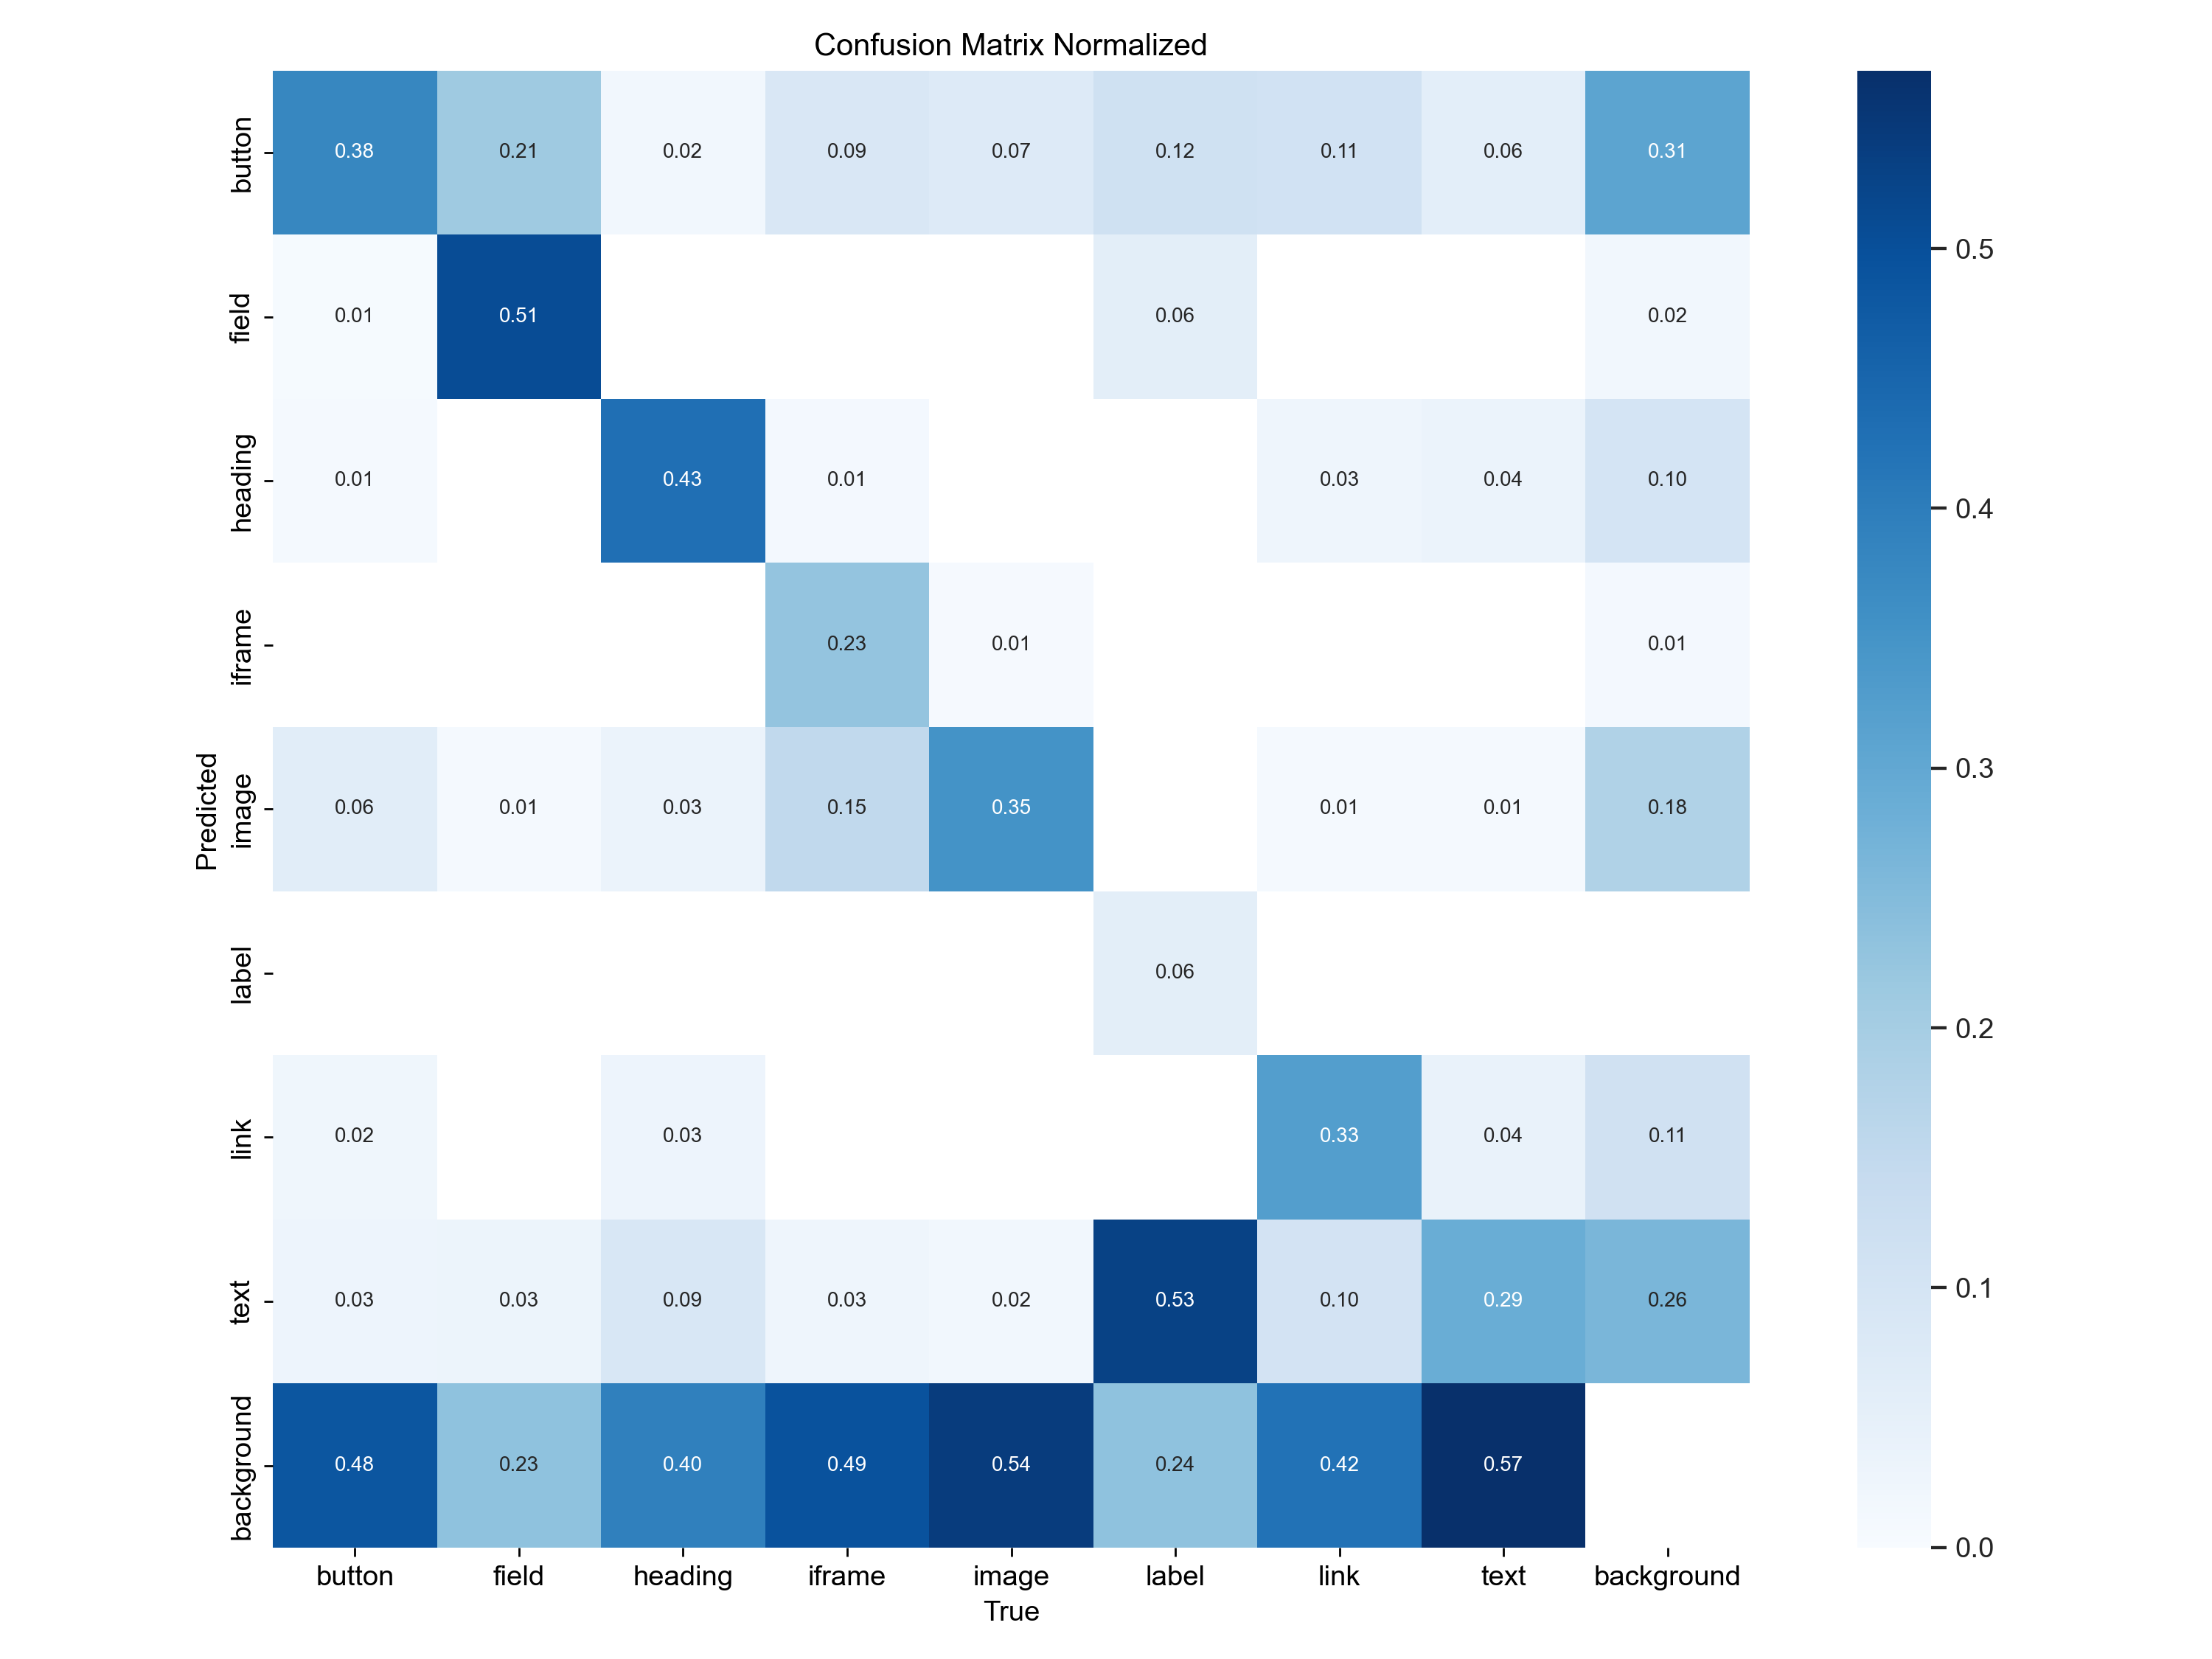 Confusion Matrix Normalized
button 0.38 0.21 0.02 0.09 0.07 0.12 0.11 0.06 0.31
field 0.01 0.51 0.06 0.02
heading 0.01 0.43 0.01 0.03 0.04 0.10
iframe 0.23 0.01 0.01
image 0.06 0.01 0.03 0.15 0.35 0.01 0.01 0.18
label 0.06
link 0.02 0.03 0.33 0.04 0.11
text 0.03 0.03 0.09 0.03 0.02 0.53 0.10 0.29 0.26
background 0.48 0.23 0.40 0.49 0.54 0.24 0.42 0.57
Predicted
button field heading iframe image label link text background
True
0.5
0.4
0.3
0.2
0.1
0.0